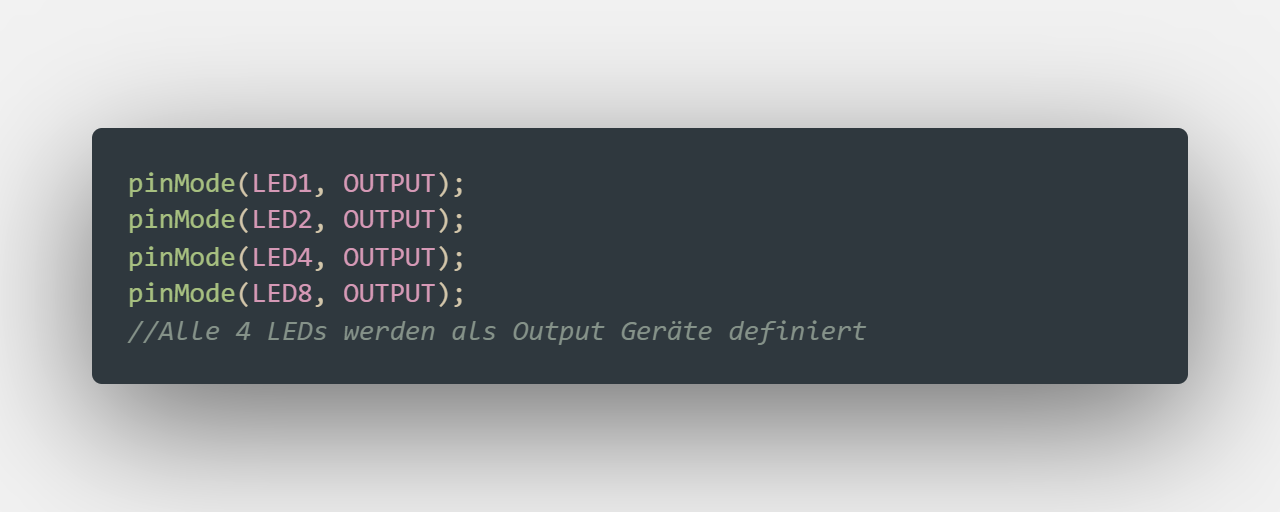 pinMode(LED1, OUTPUT);
pinMode(LED2, OUTPUT);
pinMode(LED4, OUTPUT);
pinMode(LED8, OUTPUT);
//Alle 4 LEDs werden als Output Geräte definiert